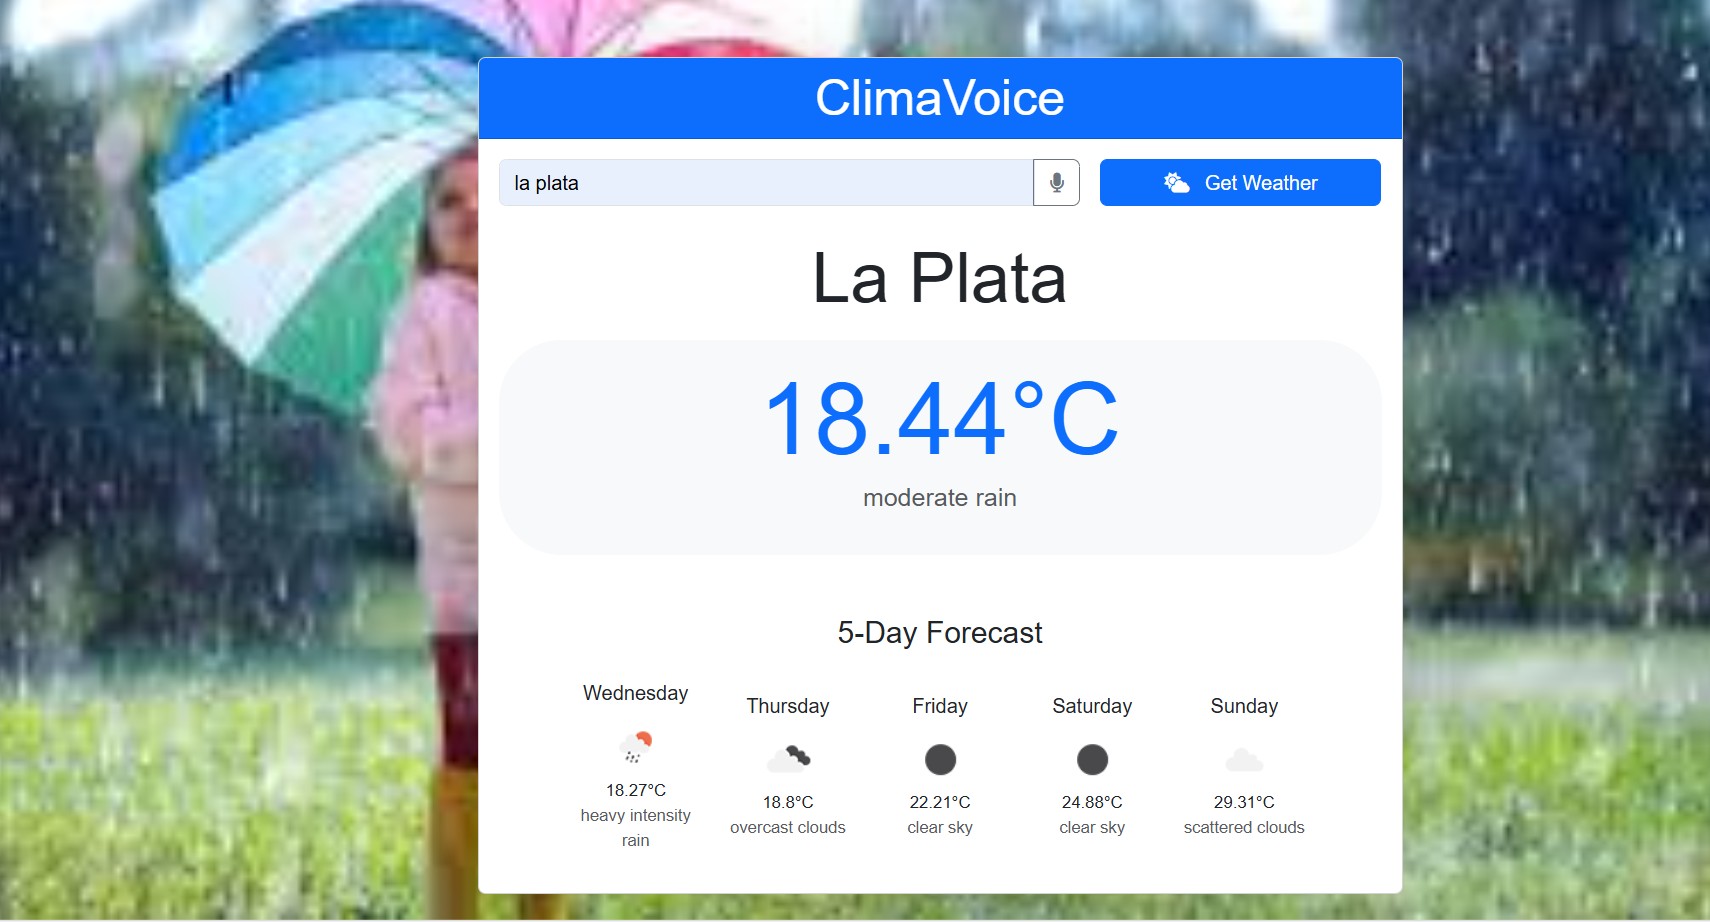 ClimaVoice
la plata
Get Weather
La Plata
18.44°C
moderate rain
5-Day Forecast
Wednesday
18.27°C
heavy intensity
rain
Thursday
18.8°C
overcast clouds
Friday
22.21°C
clear sky
Saturday
24.88°C
clear sky
Sunday
29.31°C
scattered clouds